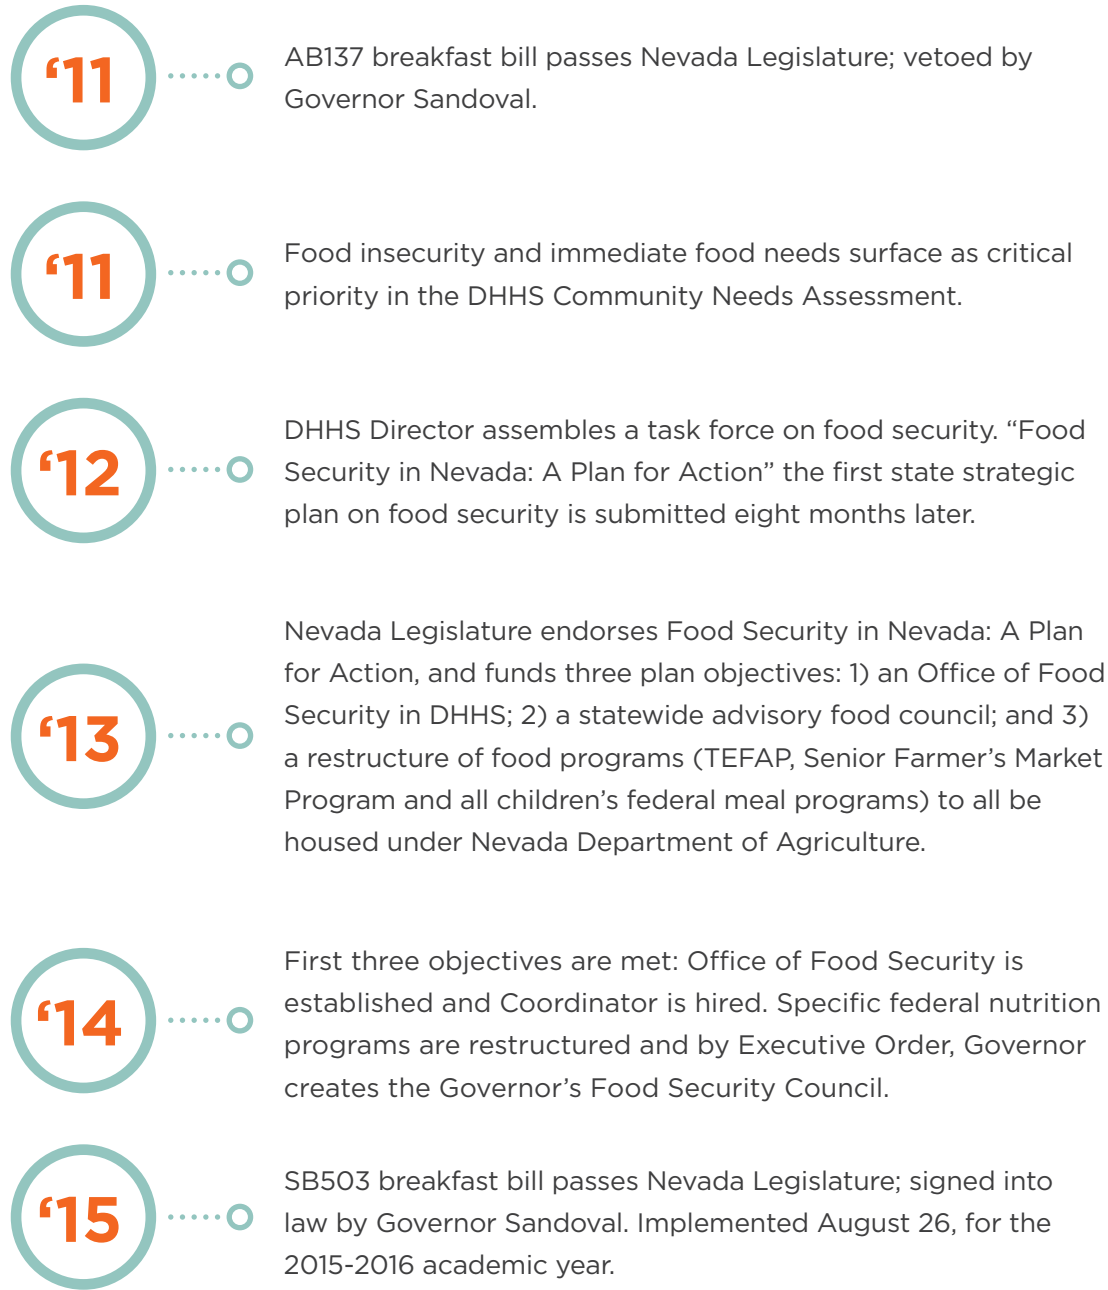 ‘11
AB137 breakfast bill passes Nevada Legislature; vetoed by
Governor Sandoval.
‘11
Food insecurity and immediate food needs surface as critical
priority in the DHHS Community Needs Assessment.
‘12
DHHS Director assembles a task force on food security. “Food
Security in Nevada: A Plan for Action” the first state strategic
plan on food security is submitted eight months later.
‘13
Nevada Legislature endorses Food Security in Nevada: A Plan
for Action, and funds three plan objectives: 1) an Office of Food
Security in DHHS; 2) a statewide advisory food council; and 3)
a restructure of food programs (TEFAP, Senior Farmer’s Market
Program and all children’s federal meal programs) to all be
housed under Nevada Department of Agriculture.
‘14
First three objectives are met: Office of Food Security is
established and Coordinator is hired. Specific federal nutrition
programs are restructured and by Executive Order, Governor
creates the Governor’s Food Security Council.
‘15
SB503 breakfast bill passes Nevada Legislature; signed into
law by Governor Sandoval. Implemented August 26, for the
2015-2016 academic year.